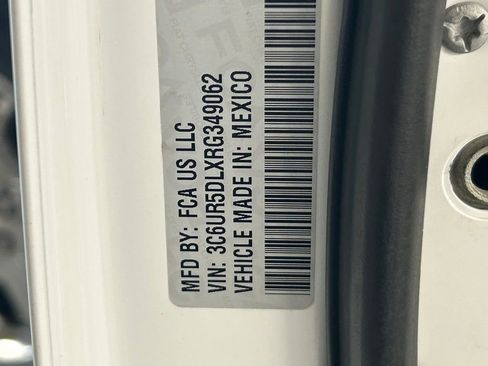 MFD BY: FCA US LLC
VIN: 3C6UR5DLXRG349062
VEHICLE MADE IN: MEXICO